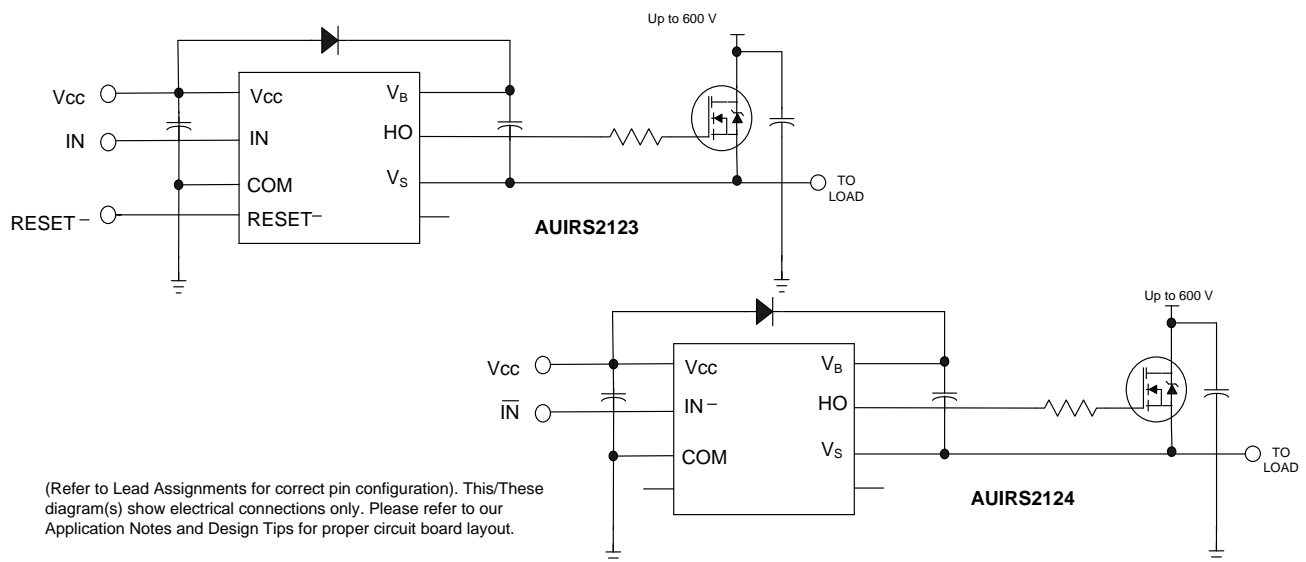 Up to 600 V
Vcc
Vcc
VB
IN
IN
HO
COM
VS
TO
LOAD
RESET–
RESET–
AUIRS2123
Up to 600 V
Vcc
Vcc
VB
IN
IN–
HO
COM
VS
TO
LOAD
AUIRS2124
(Refer to Lead Assignments for correct pin configuration). This/These
diagram(s) show electrical connections only. Please refer to our
Application Notes and Design Tips for proper circuit board layout.